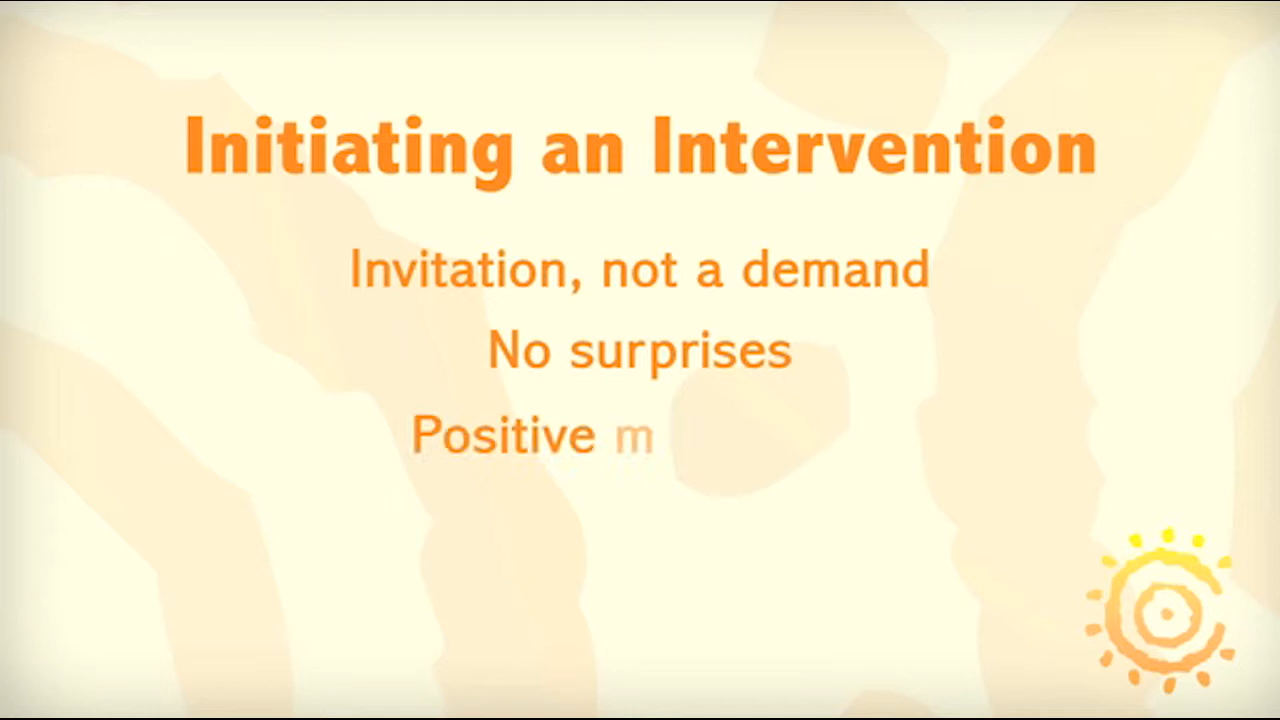 Initiating an Intervention
Invitation, not a demand
No surprises
Positive m